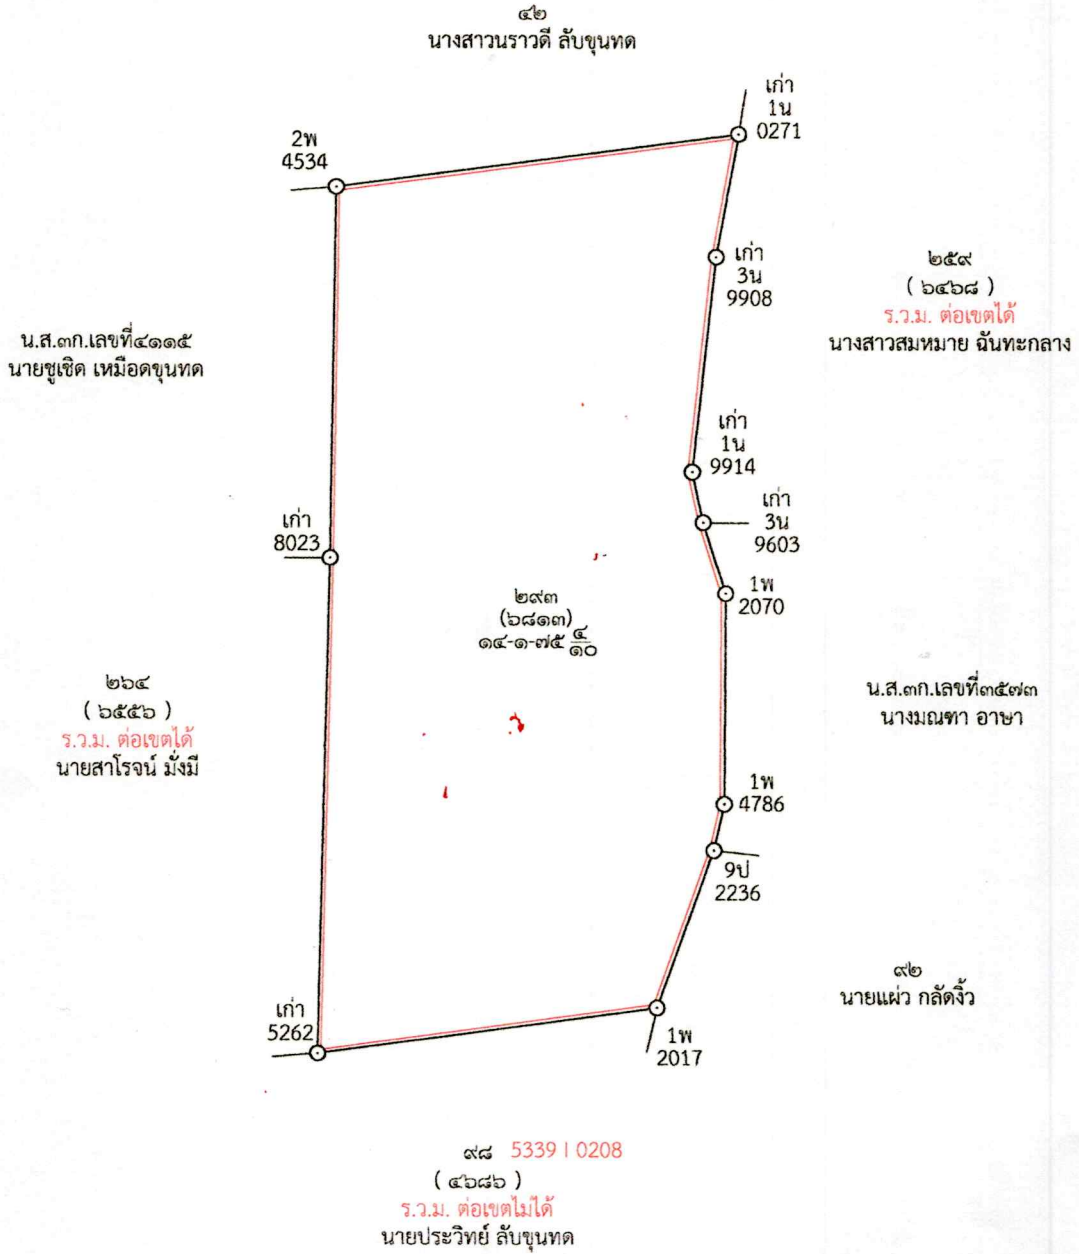 ๔๒
นางสาวนราวดี ลับขุนทด
เก่า
1น
0271
2พ
4534
เก่า
3น
9908
๒๕๙
( ๖๔๖๘ )
ร.ว.ม. ต่อเขตได้
นางสาวสมหมาย ฉันทะกลาง
น.ส.๓ก.เลขที่๔๑๑๕
นายชูเชิด เหมือดขุนทด
เก่า
1น
9914
เก่า
8023
เก่า
3น
9603
1พ
2070
๒๙๓
(๖๘๑๓)
๑๔-๑-๗๕ ๔/๑๐
๒๖๔
( ๖๕๕๖ )
ร.ว.ม. ต่อเขตได้
นายสาโรจน์ มั่งมี
น.ส.๓ก.เลขที่๓๕๗๓
นางมณฑา อาษา
1พ
4786
9ป
2236
๙๒
นายแผ่ว กลัดงิ้ว
เก่า
5262
1พ
2017
๙๘ 5339 I 0208
( ๔๖๘๖ )
ร.ว.ม. ต่อเขตไม่ได้
นายประวิทย์ ลับขุนทด